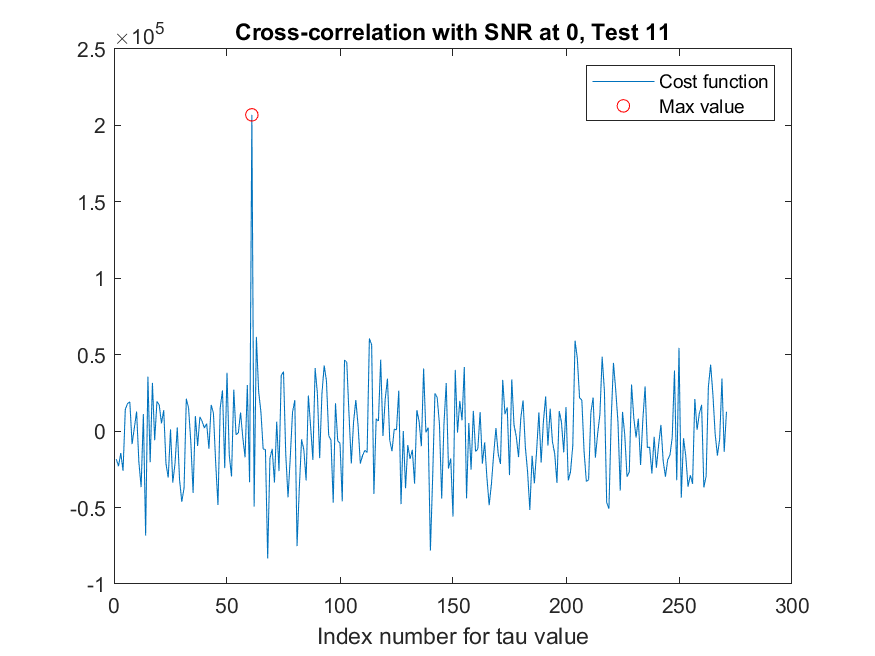 Cross-correlation with SNR at 0, Test 11
×10^5
2.5
2
1.5
1
0.5
0
-0.5
-1
0 50 100 150 200 250 300
Index number for tau value
Cost function
Max value